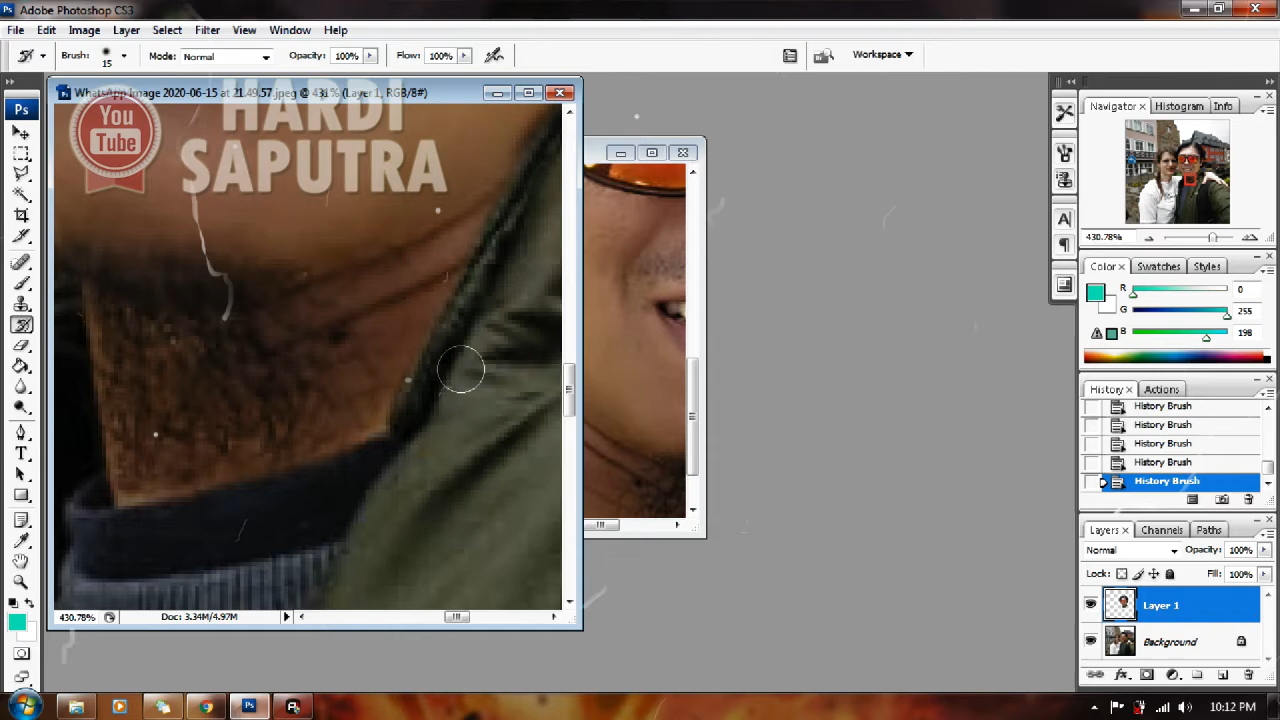 Adobe Photoshop CS3
File Edit Image Layer Select Filter View Window Help
Brush: 15 Mode: Normal Opacity: 100% Flow: 100% Workspace
WhatsApp Image 2020-06-15 at 21.49.57.jpeg @ 431% (Layer 1, RGB/8#)
You
Tube
HARDI
SAPUTRA
Ps
Navigator Histogram Info
430.78%
Color Swatches Styles
R 0
G 255
B 198
History Actions
History Brush
History Brush
History Brush
History Brush
History Brush
Layers Channels Paths
Normal Opacity: 100%
Lock: Fill: 100%
Layer 1
Background
430.78% Doc: 3.34M/4.97M
10:12 PM